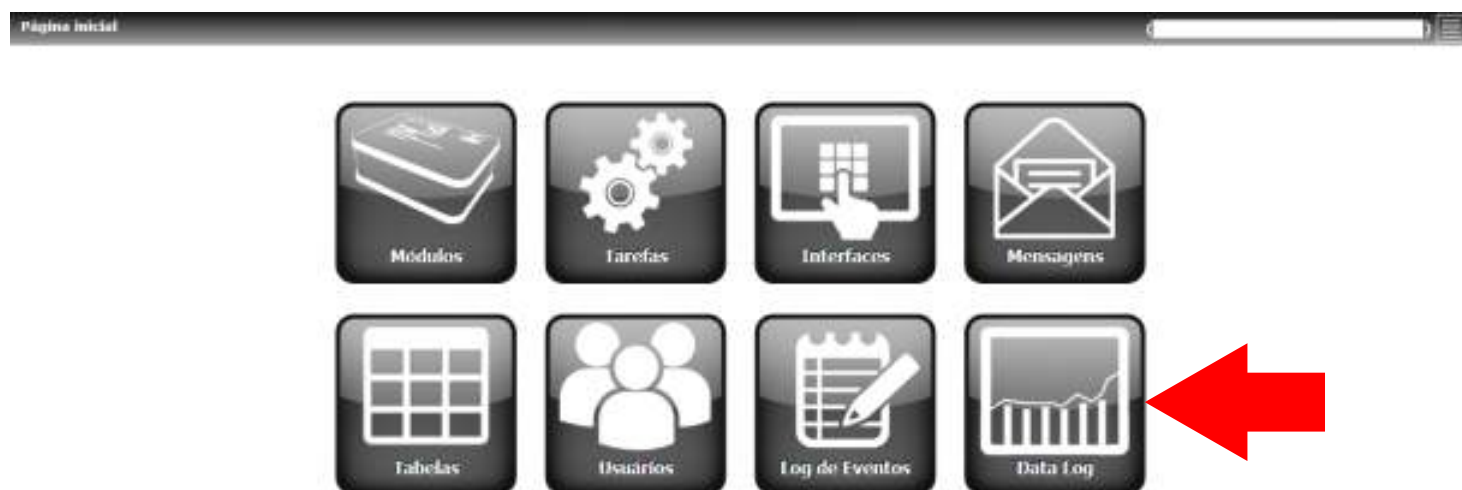 Página inicial
Módulos
Tarefas
Interfaces
Mensagens
Tabelas
Usuários
Log de Eventos
Data Log